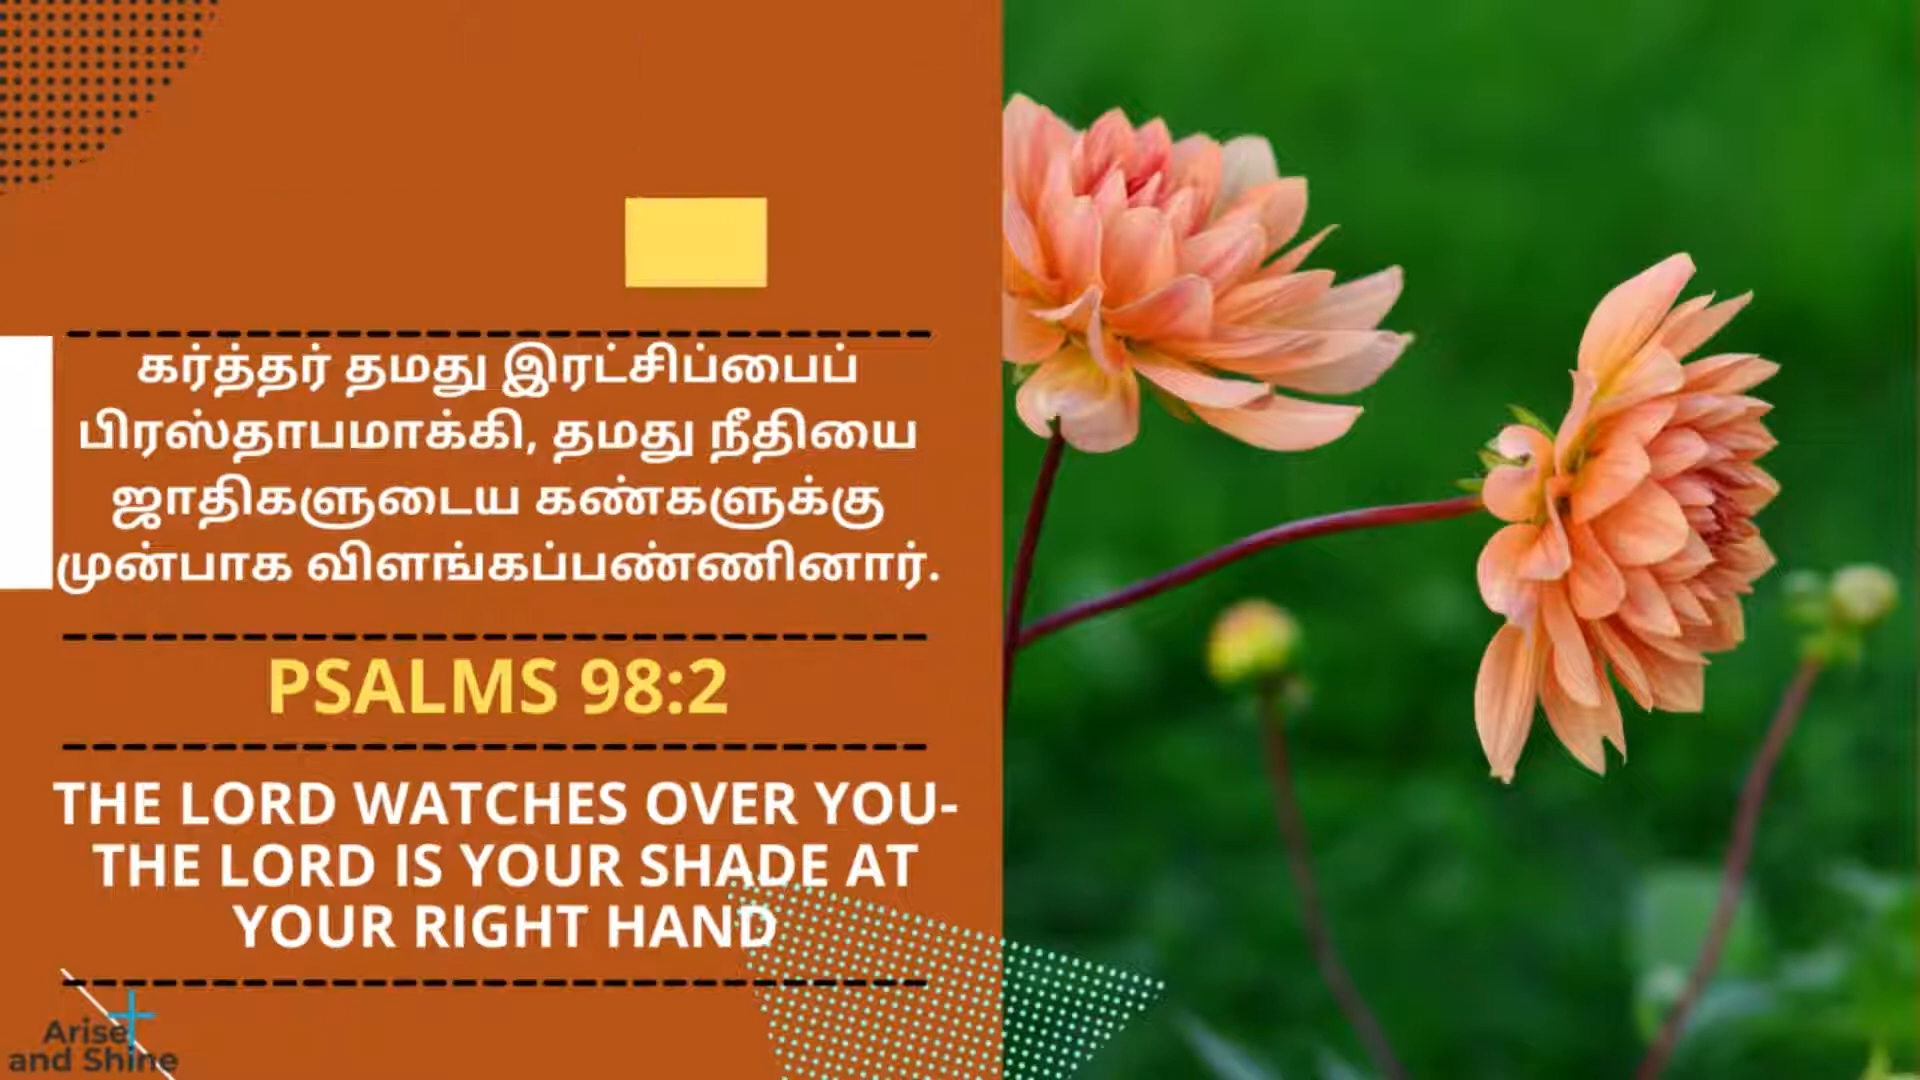 கர்த்தர் தமது இரட்சிப்பைப்
பிரஸ்தாபமாக்கி, தமது நீதியை
ஜாதிகளுடைய கண்களுக்கு
முன்பாக விளங்கப்பண்ணினார்.
PSALMS 98:2
THE LORD WATCHES OVER YOU-
THE LORD IS YOUR SHADE AT
YOUR RIGHT HAND
Arise
and Shine